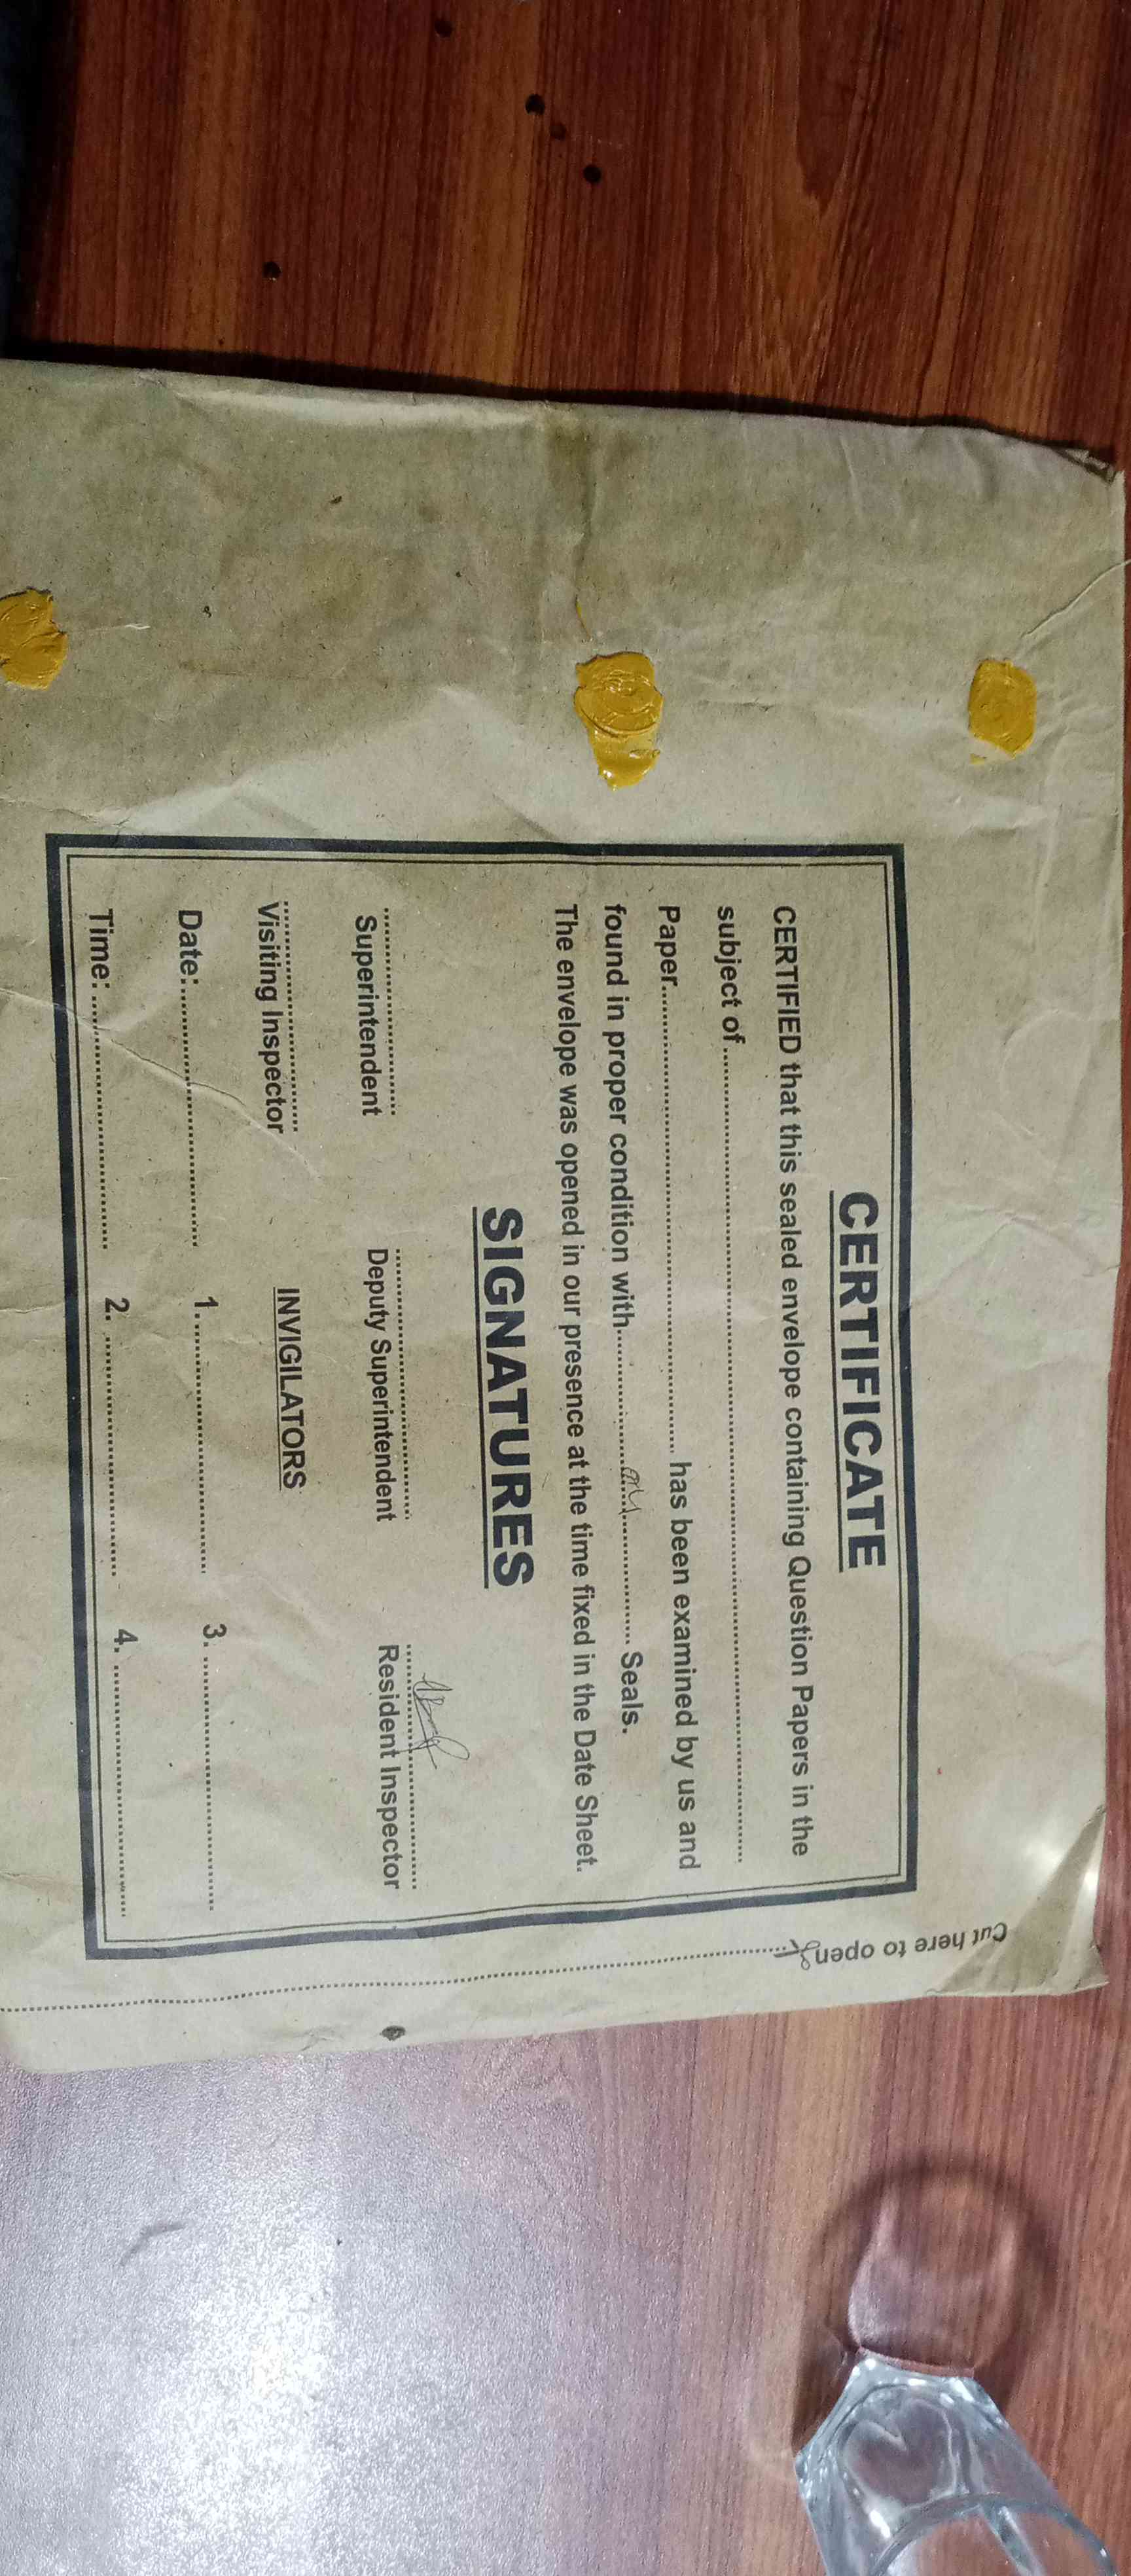 CERTIFICATE
CERTIFIED that this sealed envelope containing Question Papers in the
subject of................................................................
Paper........................................ has been examined by us and
found in proper condition with.................................... Seals.
The envelope was opened in our presence at the time fixed in the Date Sheet.
SIGNATURES
Superintendent Deputy Superintendent Resident Inspector
Visiting Inspector INVIGILATORS
Date:........................ 1......................... 3. .........................
Time: ........................ 2. ......................... 4. .........................
Cut here to open